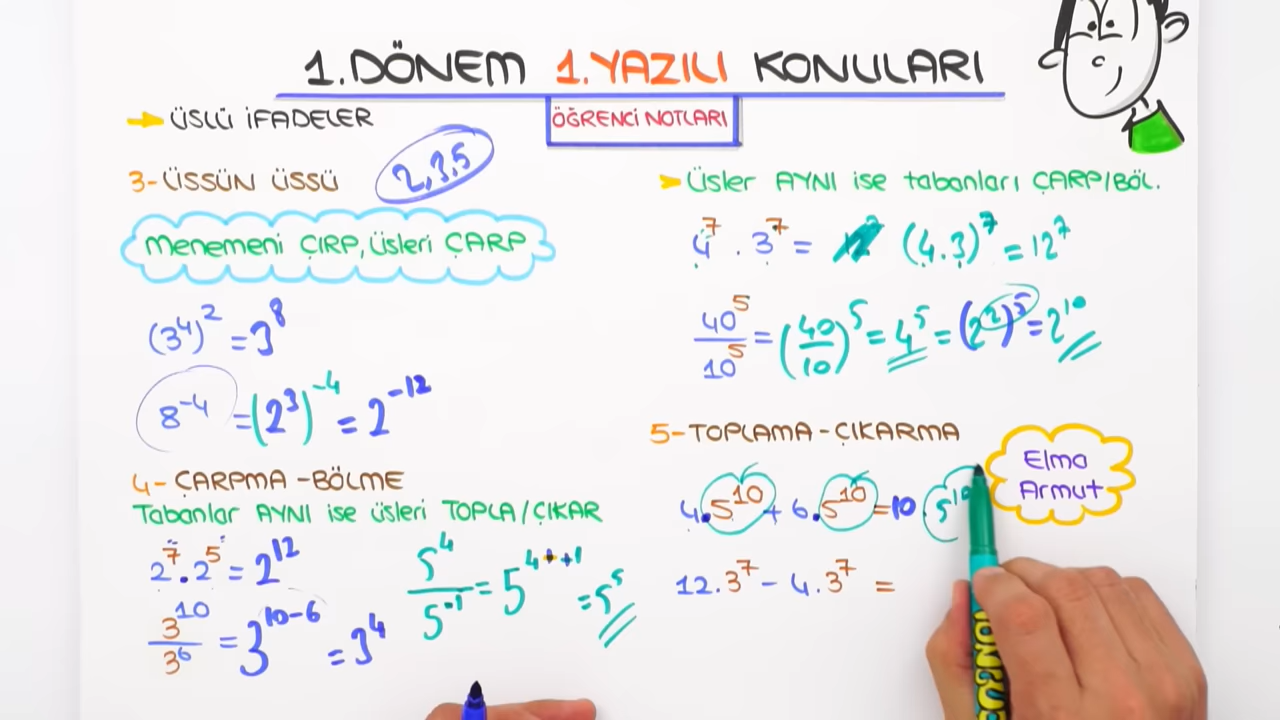 1.DÖNEM 1.YAZILI KONULARI
ÜSLÜ İFADELER
ÖĞRENCİ NOTLARI
3-ÜSSÜN ÜSSÜ
2,3,5
Menemeni ÇIRP, üsleri ÇARP
(3⁴)² = 3⁸
8⁻⁴ = (2³)⁻⁴ = 2⁻¹²
4- ÇARPMA -BÖLME
Tabanlar AYNI ise üsleri TOPLA/ÇIKAR
2⁷.2⁵ = 2¹²
3¹⁰/3⁶ = 3¹⁰⁻⁶ = 3⁴
5⁴/5⁻¹ = 5⁴⁺¹ = 5⁵
Üsler AYNI ise tabanları ÇARP/BÖL.
4⁷ . 3⁷ = (4.3)⁷ = 12⁷
40⁵/10⁵ = (40/10)⁵ = 4⁵ = (2²)⁵ = 2¹⁰
5-TOPLAMA -ÇIKARMA
Elma
Armut
4.5¹⁰ + 6.5¹⁰ = 10.5¹⁰
12.3⁷ - 4.3⁷ =